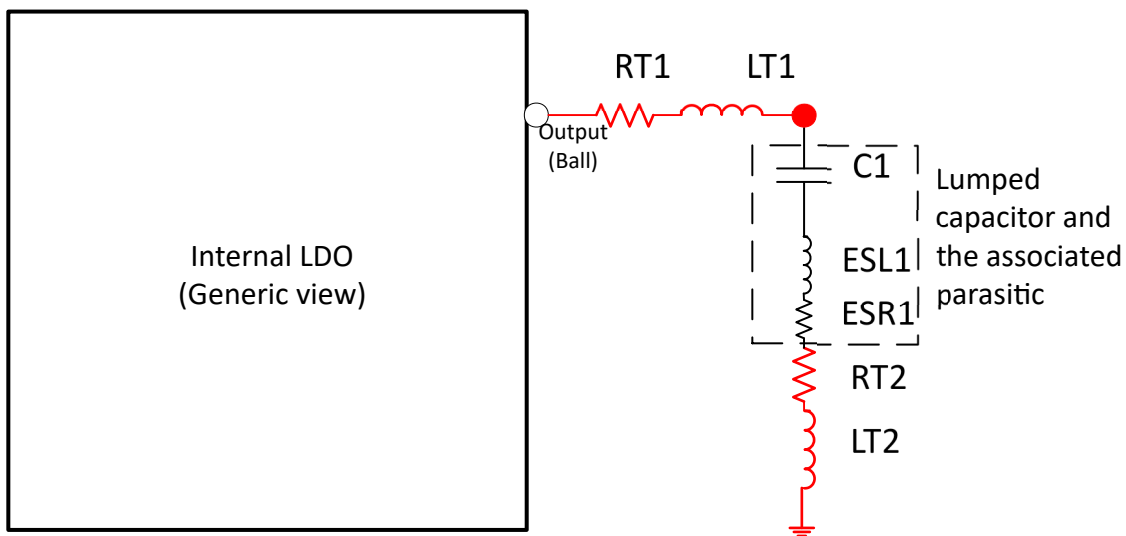 RT1
LT1
Output
(Ball)
C1
Lumped
capacitor and
the associated
parasitic
Internal LDO
(Generic view)
ESL1
ESR1
RT2
LT2